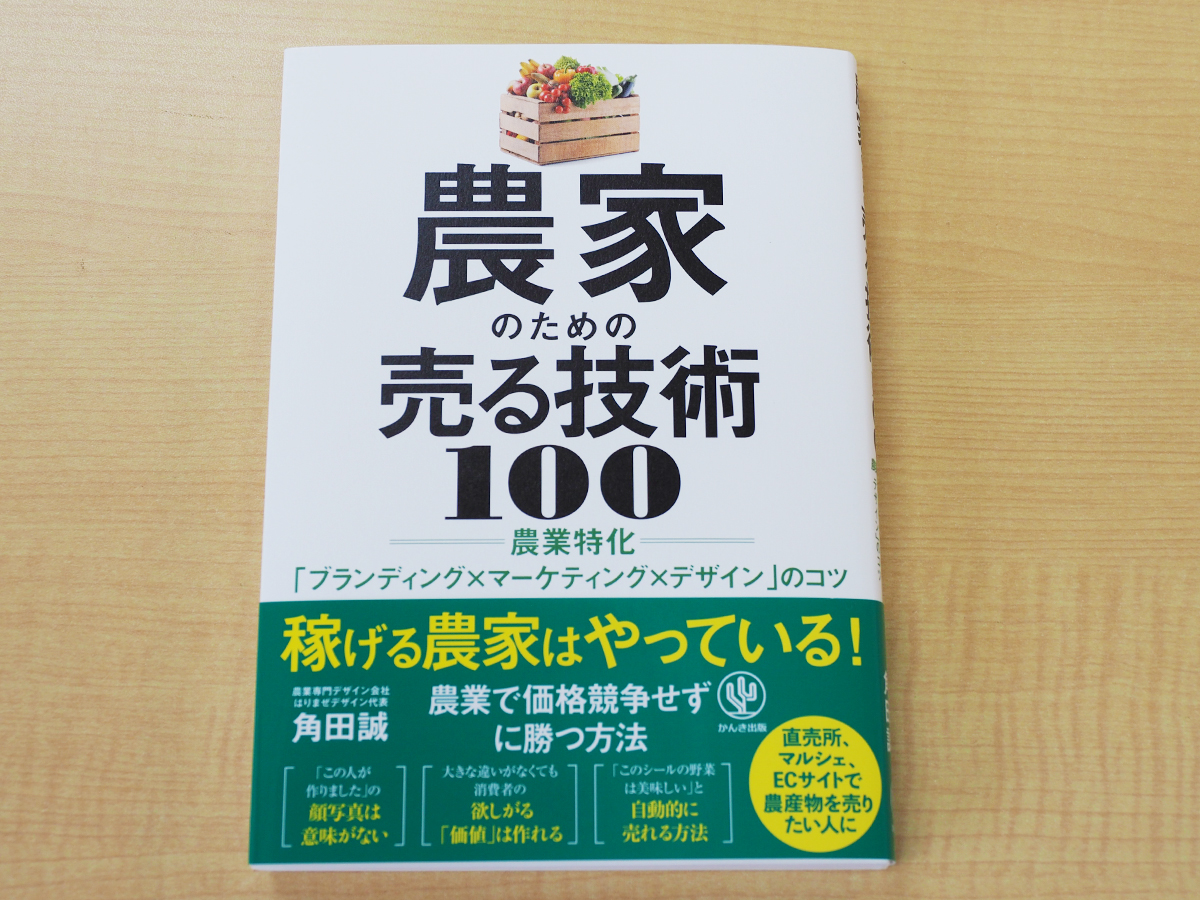 農家
のための
売る技術
100
農業特化
「ブランディング×マーケティング×デザイン」のコツ
稼げる農家はやっている!
農業専門デザイン会社
はりまぜデザイン代表
角田誠
農業で価格競争せず
に勝つ方法
かんき出版
「この人が
作りました」の
顔写真は
意味がない
大きな違いがなくても
消費者の
欲しがる
「価値」は作れる
「このシールの野菜
は美味しい」と
自動的に
売れる方法
直売所、
マルシェ、
ECサイトで
農産物を売り
たい人に